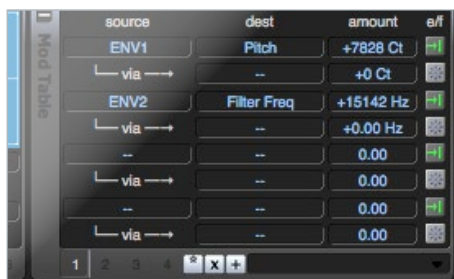 source dest amount e/f
Mod Table
ENV1 Pitch +7828 Ct
via -- +0 Ct
ENV2 Filter Freq +15142 Hz
via -- +0.00 Hz
-- -- 0.00
via -- 0.00
-- -- 0.00
via -- 0.00
1 2 3 4 * x +